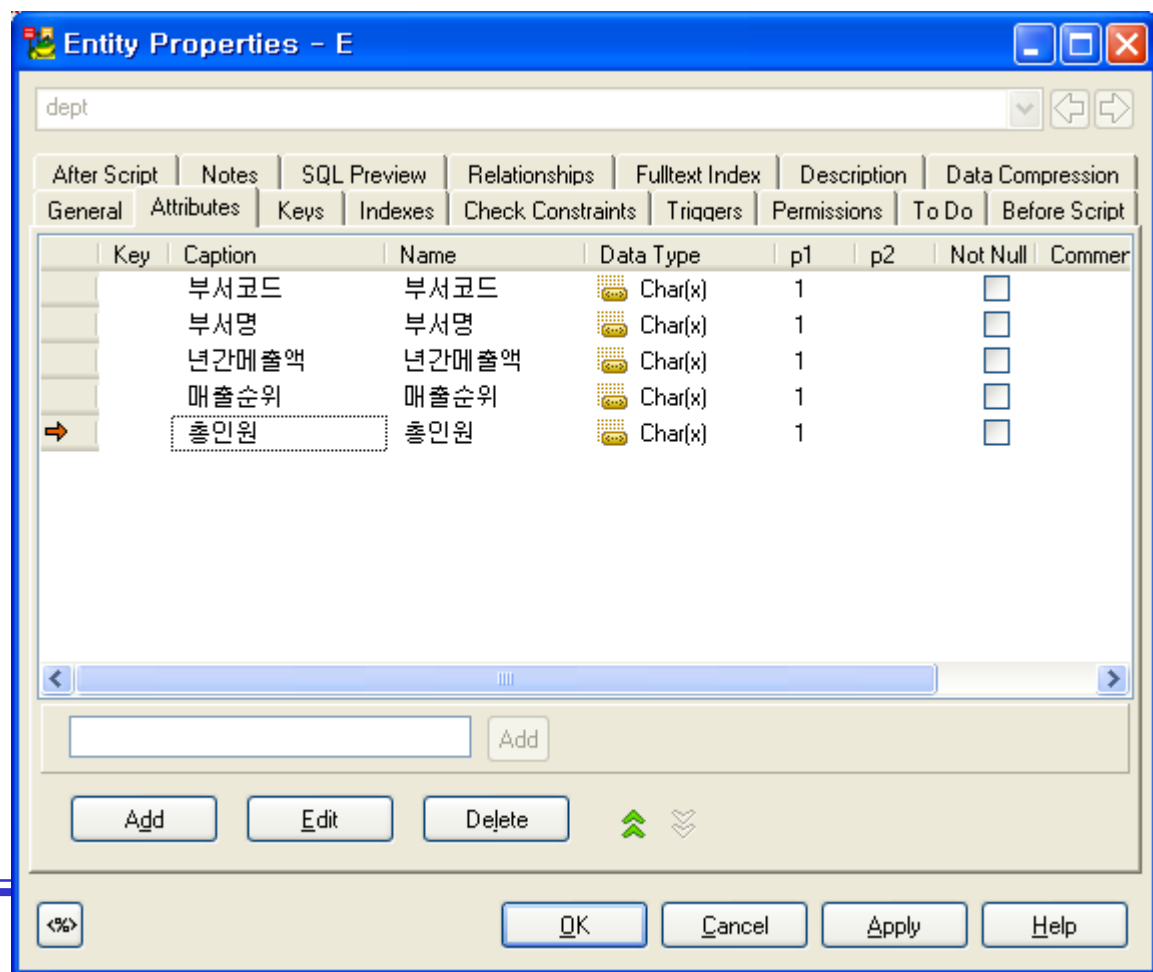 Entity Properties - E
dept
After Script Notes SQL Preview Relationships Fulltext Index Description Data Compression
General Attributes Keys Indexes Check Constraints Triggers Permissions To Do Before Script
Key Caption Name Data Type p1 p2 Not Null Commer
부서코드 부서코드 Char(x) 1
부서명 부서명 Char(x) 1
년간메출액 년간메출액 Char(x) 1
매출순위 매출순위 Char(x) 1
총인원 총인원 Char(x) 1
Add
Add Edit Delete
<%> OK Cancel Apply Help